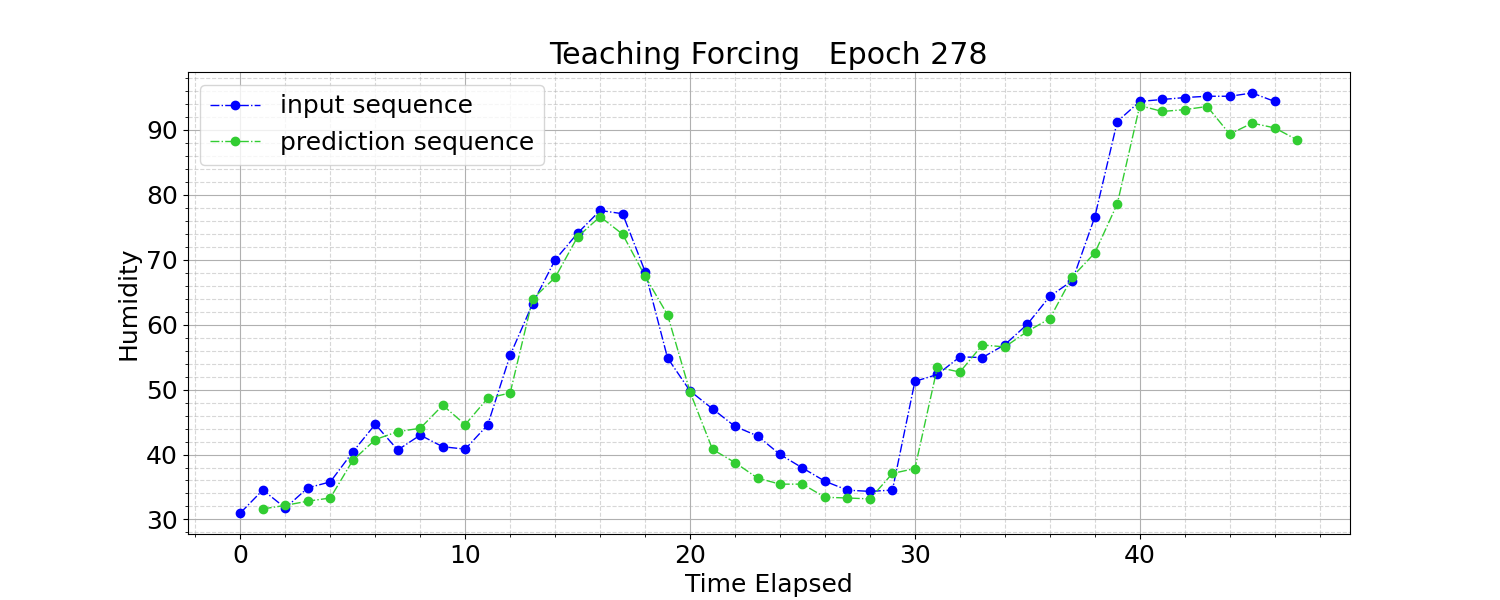 Teaching Forcing   Epoch 278
input sequence
prediction sequence
Humidity
90
80
70
60
50
40
30
0 10 20 30 40
Time Elapsed